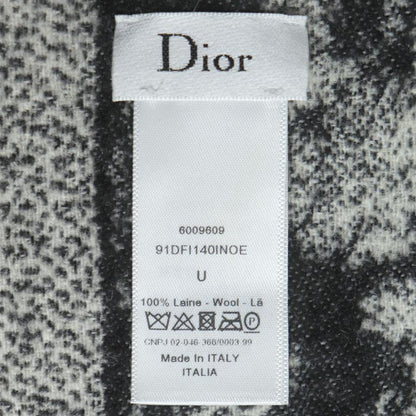 Dior
6009609
91DFI140INOE
U
100% Laine - Wool - Lã
P
CNPJ 02-046-366/0003-99
Made In ITALY
ITALIA